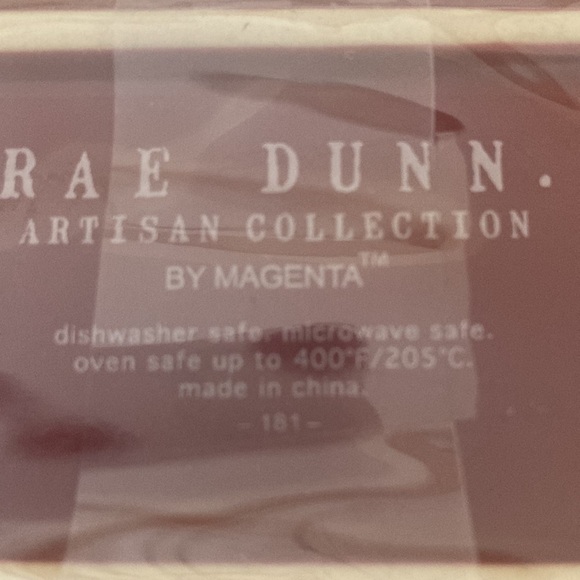 RAE DUNN.
ARTISAN COLLECTION
BY MAGENTA™
dishwasher safe. microwave safe.
oven safe up to 400°F/205°C.
made in china.
– 181 –